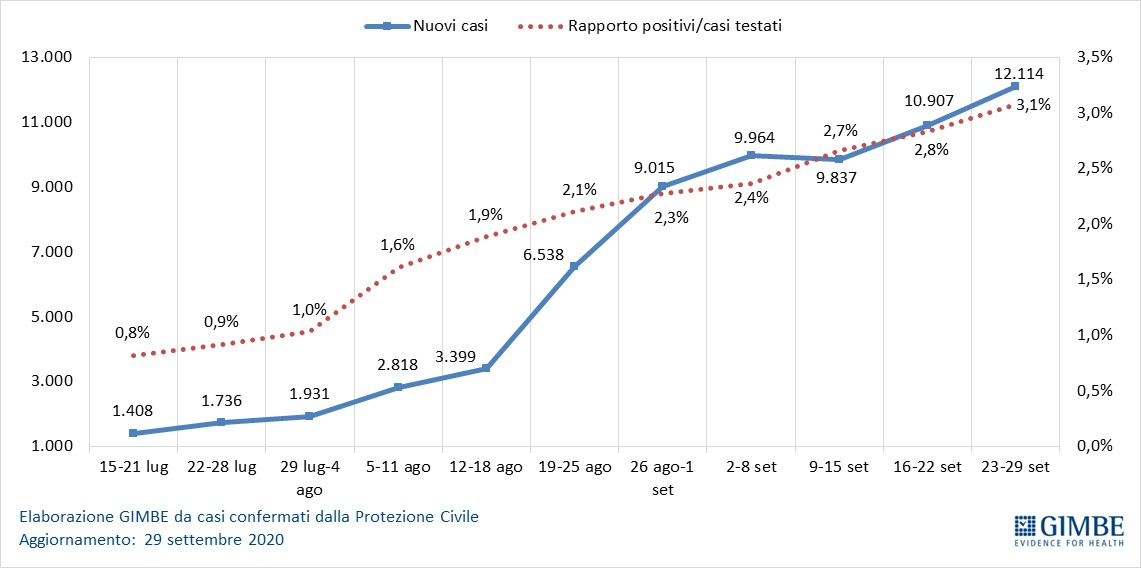 Nuovi casi
Rapporto positivi/casi testati
13.000
11.000
9.000
7.000
5.000
3.000
1.000
3,5%
3,0%
2,5%
2,0%
1,5%
1,0%
0,5%
0,0%
1.408
1.736
1.931
2.818
3.399
6.538
9.015
9.964
9.837
10.907
12.114
0,8%
0,9%
1,0%
1,6%
1,9%
2,1%
2,3%
2,4%
2,7%
2,8%
3,1%
15-21 lug
22-28 lug
29 lug-4
ago
5-11 ago
12-18 ago
19-25 ago
26 ago-1
set
2-8 set
9-15 set
16-22 set
23-29 set
Elaborazione GIMBE da casi confermati dalla Protezione Civile
Aggiornamento: 29 settembre 2020
GIMBE
EVIDENCE FOR HEALTH